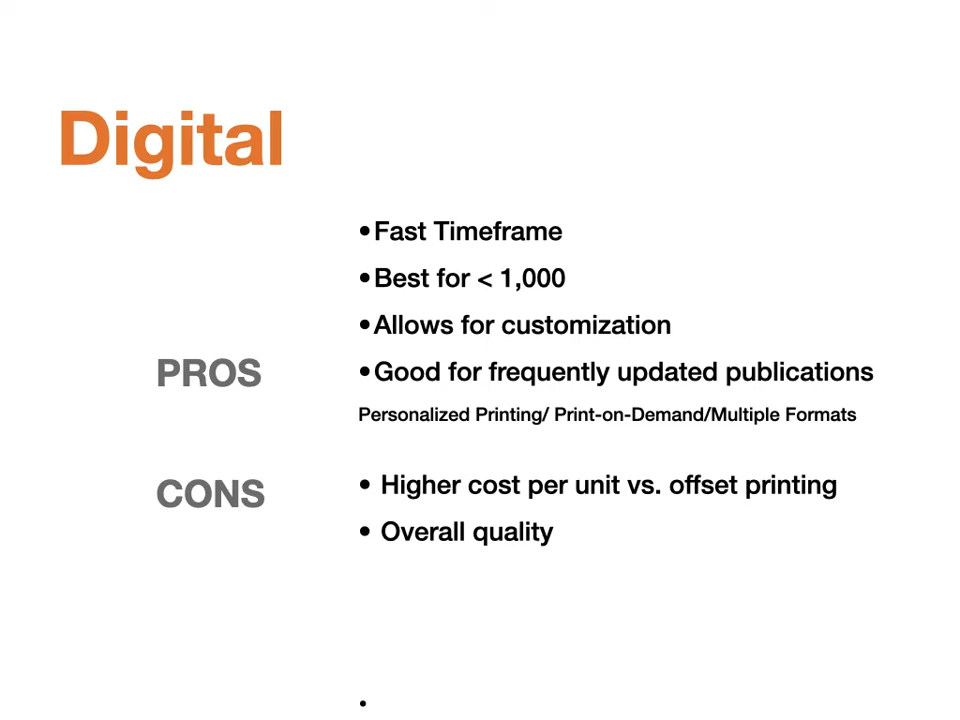 Digital
•Fast Timeframe
•Best for < 1,000
•Allows for customization
PROS
•Good for frequently updated publications
Personalized Printing/ Print-on-Demand/Multiple Formats
CONS
• Higher cost per unit vs. offset printing
• Overall quality
•